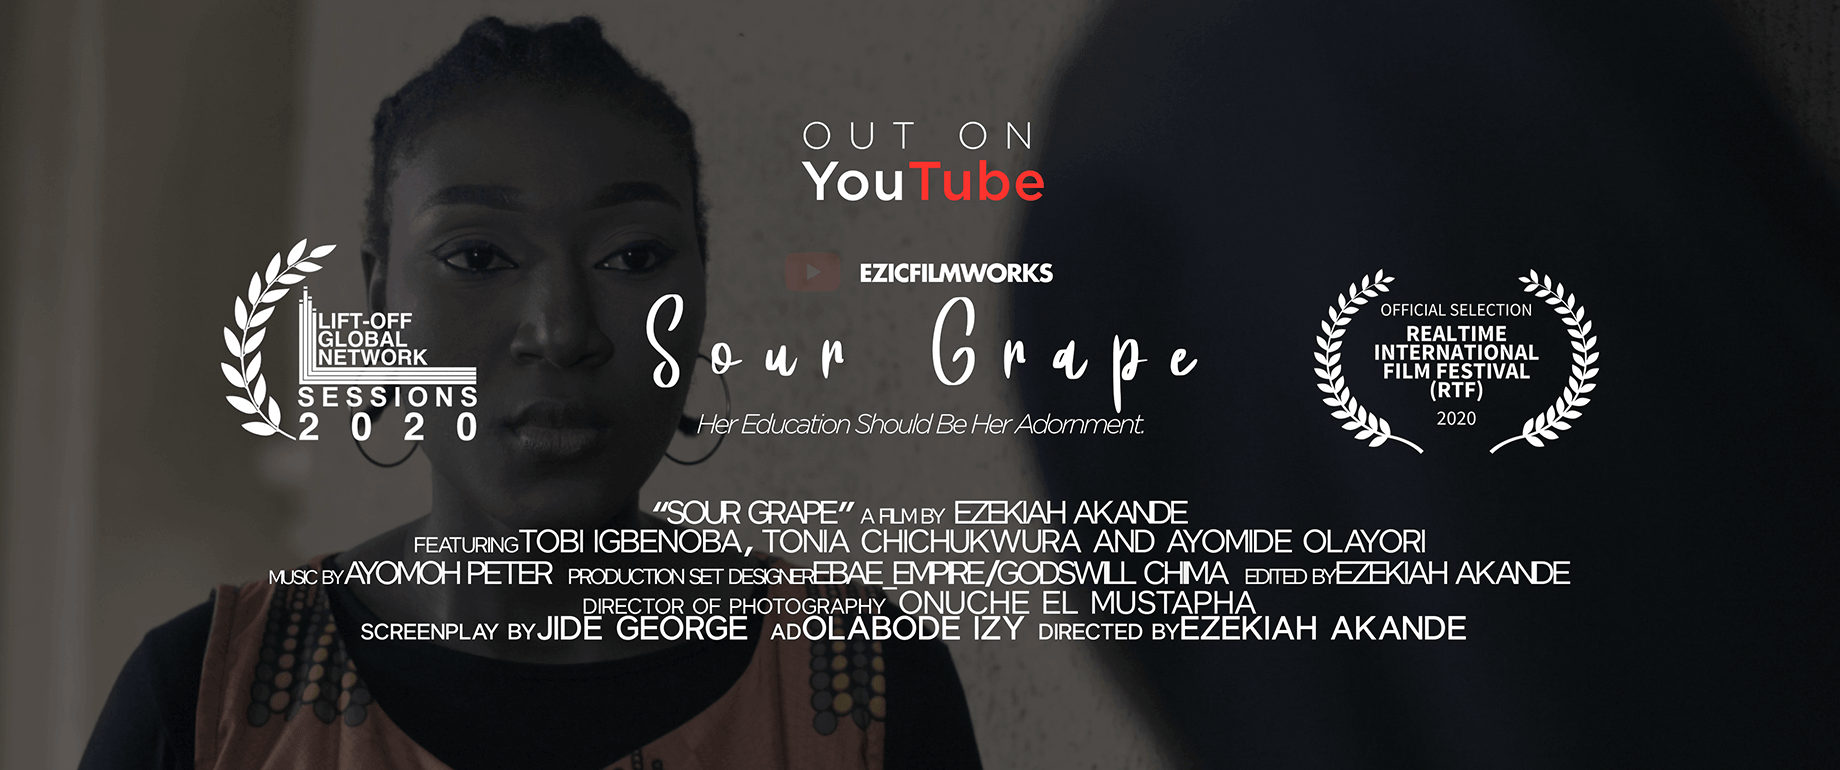 OUT ON
YouTube
EZICFILMWORKS
Sour Grape
Her Education Should Be Her Adornment.
LIFT-OFF
GLOBAL
NETWORK
SESSIONS
2020
OFFICIAL SELECTION
REALTIME
INTERNATIONAL
FILM FESTIVAL
(RTF)
2020
“SOUR GRAPE” A FILM BY EZEKIAH AKANDE
FEATURING TOBI IGBENOBA, TONIA CHICHUKWURA AND AYOMIDE OLAYORI
MUSIC BY AYOMOH PETER PRODUCTION SET DESIGNER EBAE_EMPRE/GODSWILL CHIMA EDITED BY EZEKIAH AKANDE
DIRECTOR OF PHOTOGRAPHY ONUCHE EL MUSTAPHA
SCREENPLAY BY JIDE GEORGE AD OLABODE IZY DIRECTED BY EZEKIAH AKANDE